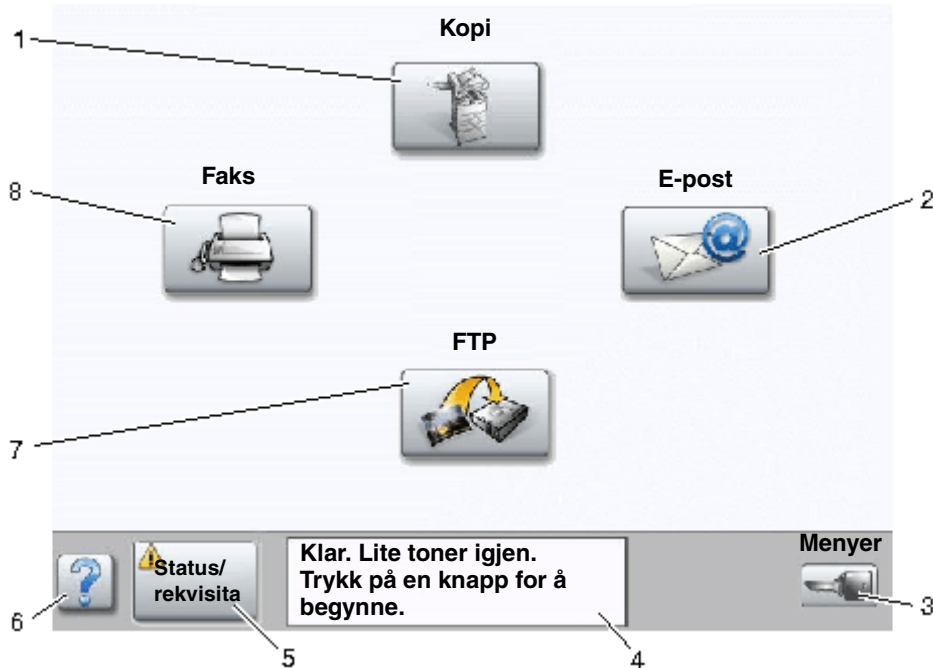 Kopi
1
Faks
E-post
8
2
FTP
7
Menyer
Klar. Lite toner igjen.
Trykk på en knapp for å
begynne.
Status/
rekvisita
?
3
6
5
4